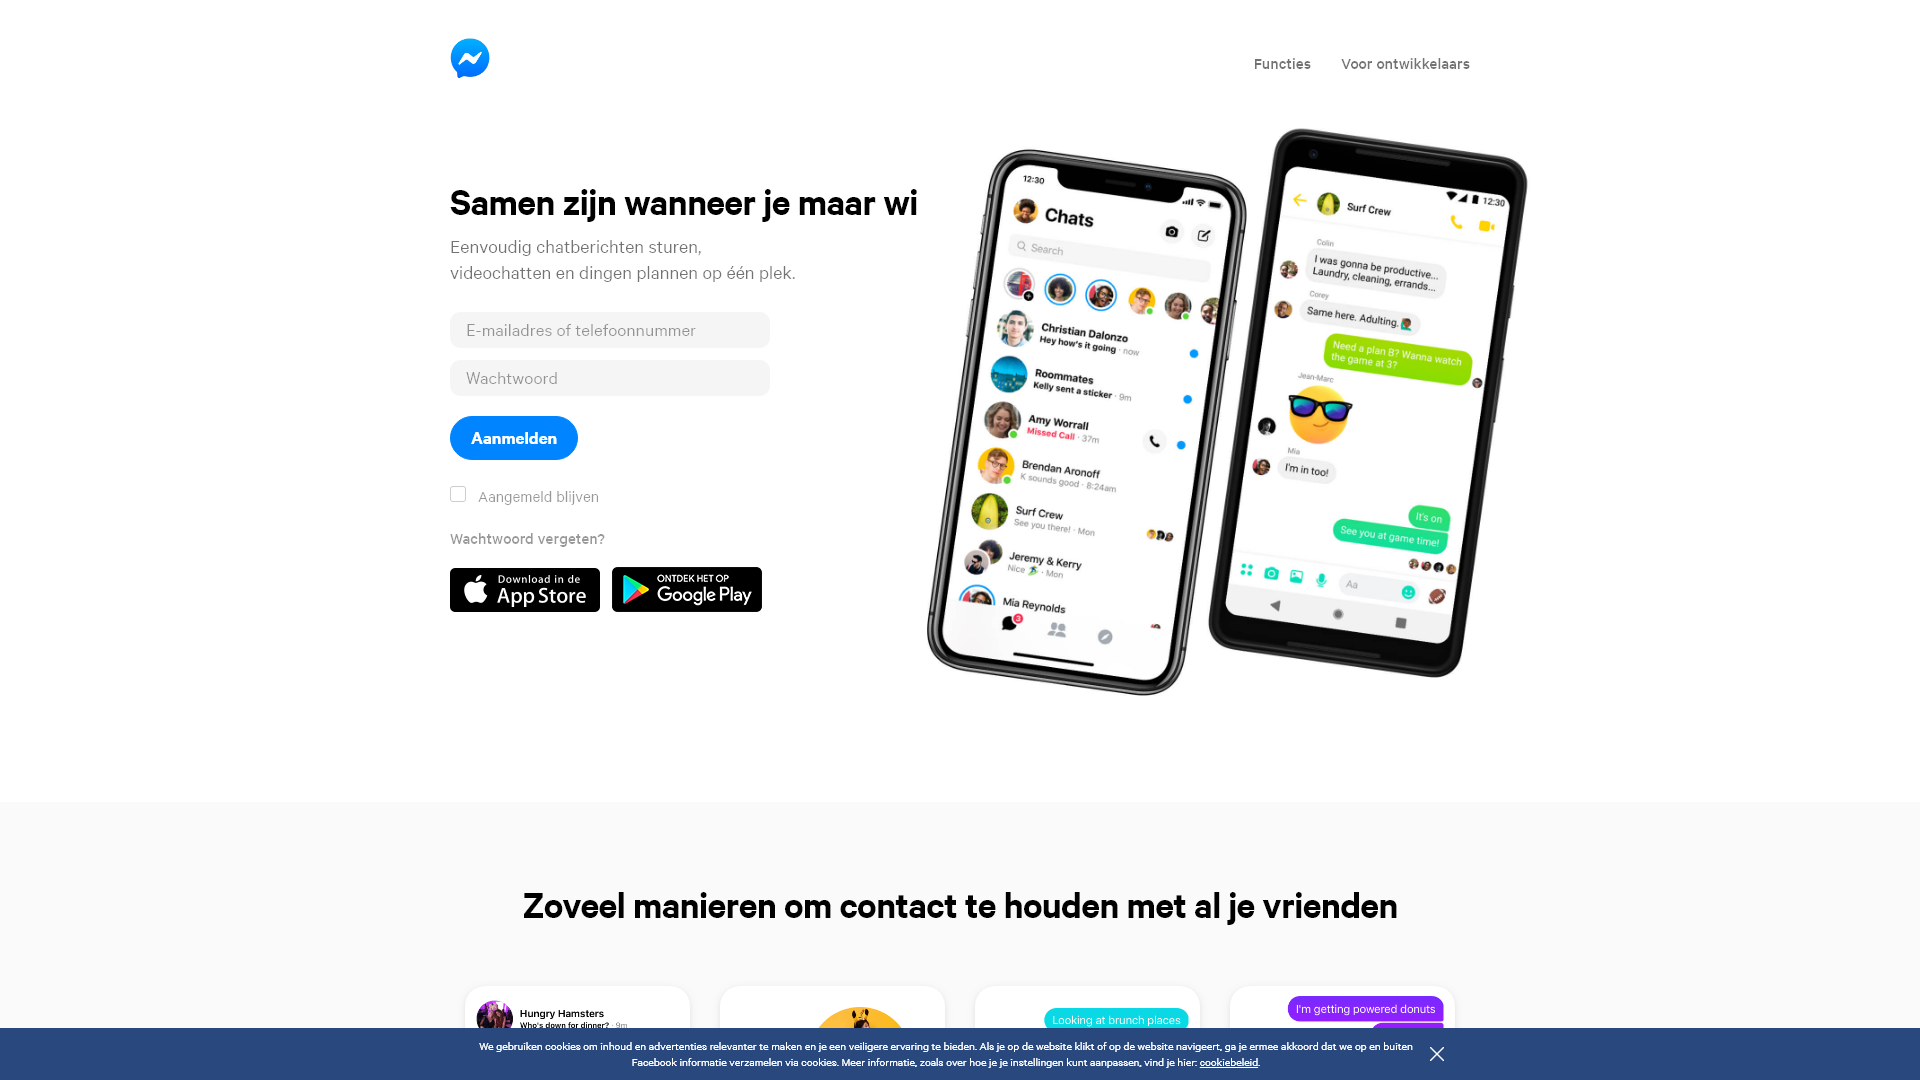 Functies
Voor ontwikkelaars
Samen zijn wanneer je maar wi
Eenvoudig chatberichten sturen,
videochatten en dingen plannen op één plek.
E-mailadres of telefoonnummer
Wachtwoord
Aanmelden
Aangemeld blijven
Wachtwoord vergeten?
Download in de
App Store
ONTDEK HET OP
Google Play
12:30
Chats
Search
Christian Dalonzo
Hey how's it going · now
Roommates
Kelly sent a sticker · 9m
Amy Worrall
Missed Call · 37m
Brendan Aronoff
K sounds good · 8:24am
Surf Crew
See you there! · Mon
Jeremy & Kerry
Nice 🏄 · Mon
Mia Reynolds
3
12:30
Surf Crew
Colin
I was gonna be productive...
Laundry, cleaning, errands...
Corey
Same here. Adulting. 🙋🏾‍♂️
Need a plan B? Wanna watch
the game at 3?
Jean-Marc
Mia
I'm in too!
It's on
See you at game time!
Aa
Zoveel manieren om contact te houden met al je vrienden
Hungry Hamsters
Who's down for dinner? · 9m
Looking at brunch places
I'm getting powered donuts
We gebruiken cookies om inhoud en advertenties relevanter te maken en je een veiligere ervaring te bieden. Als je op de website klikt of op de website navigeert, ga je ermee akkoord dat we op en buiten
Facebook informatie verzamelen via cookies. Meer informatie, zoals over hoe je je instellingen kunt aanpassen, vind je hier: cookiebeleid.